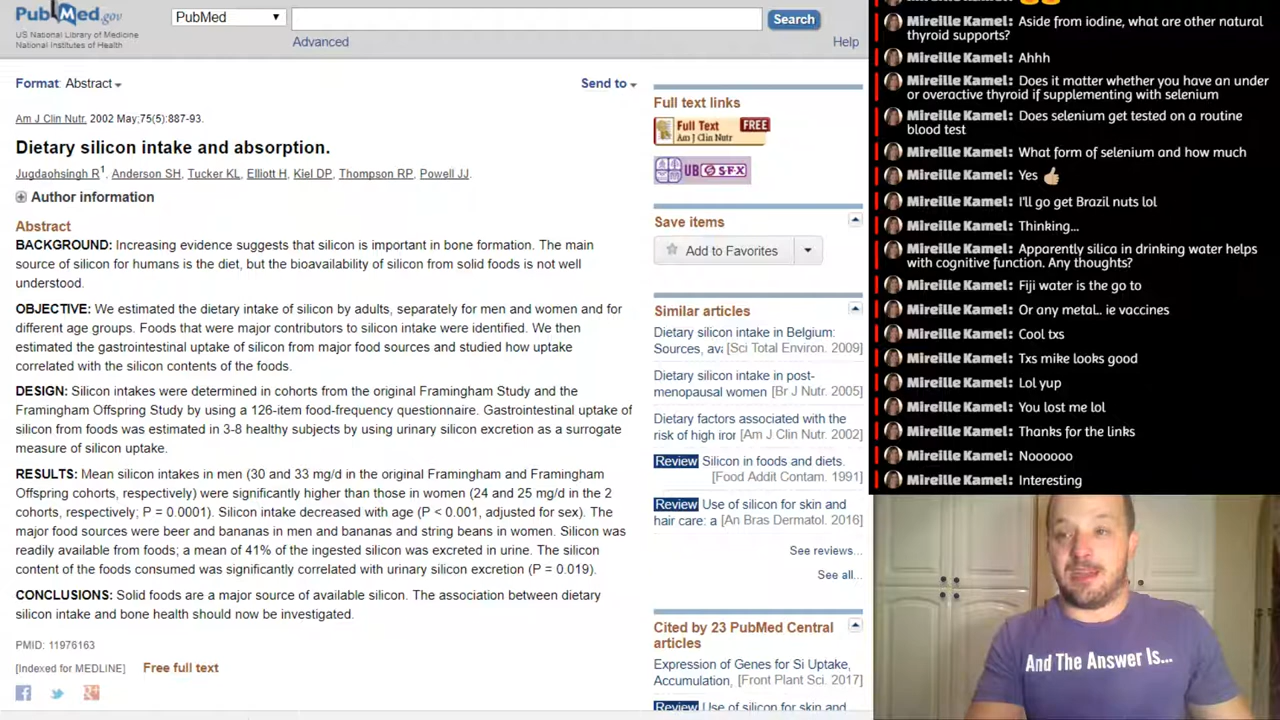 PubMed.gov
US National Library of Medicine
National Institutes of Health
PubMed
Search
Advanced
Help
Format: Abstract
Send to
Am J Clin Nutr. 2002 May;75(5):887-93.
Dietary silicon intake and absorption.
Jugdaohsingh R1, Anderson SH, Tucker KL, Elliott H, Kiel DP, Thompson RP, Powell JJ.
Author information
Abstract
BACKGROUND: Increasing evidence suggests that silicon is important in bone formation. The main
source of silicon for humans is the diet, but the bioavailability of silicon from solid foods is not well
understood.
OBJECTIVE: We estimated the dietary intake of silicon by adults, separately for men and women and for
different age groups. Foods that were major contributors to silicon intake were identified. We then
estimated the gastrointestinal uptake of silicon from major food sources and studied how uptake
correlated with the silicon contents of the foods.
DESIGN: Silicon intakes were determined in cohorts from the original Framingham Study and the
Framingham Offspring Study by using a 126-item food-frequency questionnaire. Gastrointestinal uptake of
silicon from foods was estimated in 3-8 healthy subjects by using urinary silicon excretion as a surrogate
measure of silicon uptake.
RESULTS: Mean silicon intakes in men (30 and 33 mg/d in the original Framingham and Framingham
Offspring cohorts, respectively) were significantly higher than those in women (24 and 25 mg/d in the 2
cohorts, respectively; P = 0.0001). Silicon intake decreased with age (P < 0.001, adjusted for sex). The
major food sources were beer and bananas in men and bananas and string beans in women. Silicon was
readily available from foods; a mean of 41% of the ingested silicon was excreted in urine. The silicon
content of the foods consumed was significantly correlated with urinary silicon excretion (P = 0.019).
CONCLUSIONS: Solid foods are a major source of available silicon. The association between dietary
silicon intake and bone health should now be investigated.
PMID: 11976163
[Indexed for MEDLINE] Free full text
Full text links
Full Text FREE
Am J Clin Nutr
UB SFX
Save items
Add to Favorites
Similar articles
Dietary silicon intake in Belgium:
Sources, ava [Sci Total Environ. 2009]
Dietary silicon intake in post-
menopausal women [Br J Nutr. 2005]
Dietary factors associated with the
risk of high iror [Am J Clin Nutr. 2002]
Review Silicon in foods and diets.
[Food Addit Contam. 1991]
Review Use of silicon for skin and
hair care: a [An Bras Dermatol. 2016]
See reviews...
See all...
Cited by 23 PubMed Central
articles
Expression of Genes for Si Uptake,
Accumulation, [Front Plant Sci. 2017]
Review Use of silicon for skin and
Mireille Kamel: Aside from iodine, what are other natural
thyroid supports?
Mireille Kamel: Ahhh
Mireille Kamel: Does it matter whether you have an under
or overactive thyroid if supplementing with selenium
Mireille Kamel: Does selenium get tested on a routine
blood test
Mireille Kamel: What form of selenium and how much
Mireille Kamel: Yes
Mireille Kamel: I'll go get Brazil nuts lol
Mireille Kamel: Thinking...
Mireille Kamel: Apparently silica in drinking water helps
with cognitive function. Any thoughts?
Mireille Kamel: Fiji water is the go to
Mireille Kamel: Or any metal.. ie vaccines
Mireille Kamel: Cool txs
Mireille Kamel: Txs mike looks good
Mireille Kamel: Lol yup
Mireille Kamel: You lost me lol
Mireille Kamel: Thanks for the links
Mireille Kamel: Noooooo
Mireille Kamel: Interesting
And The Answer Is...